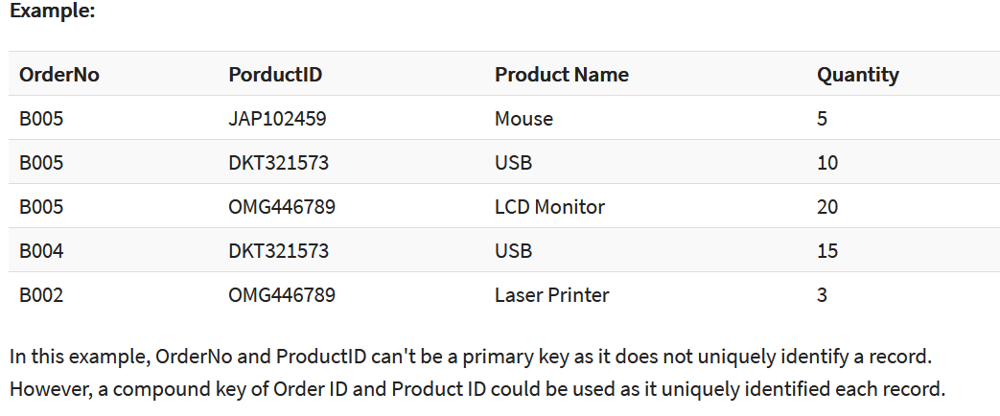 Example:
OrderNo PorductID Product Name Quantity
B005 JAP102459 Mouse 5
B005 DKT321573 USB 10
B005 OMG446789 LCD Monitor 20
B004 DKT321573 USB 15
B002 OMG446789 Laser Printer 3
In this example, OrderNo and ProductID can't be a primary key as it does not uniquely identify a record.
However, a compound key of Order ID and Product ID could be used as it uniquely identified each record.